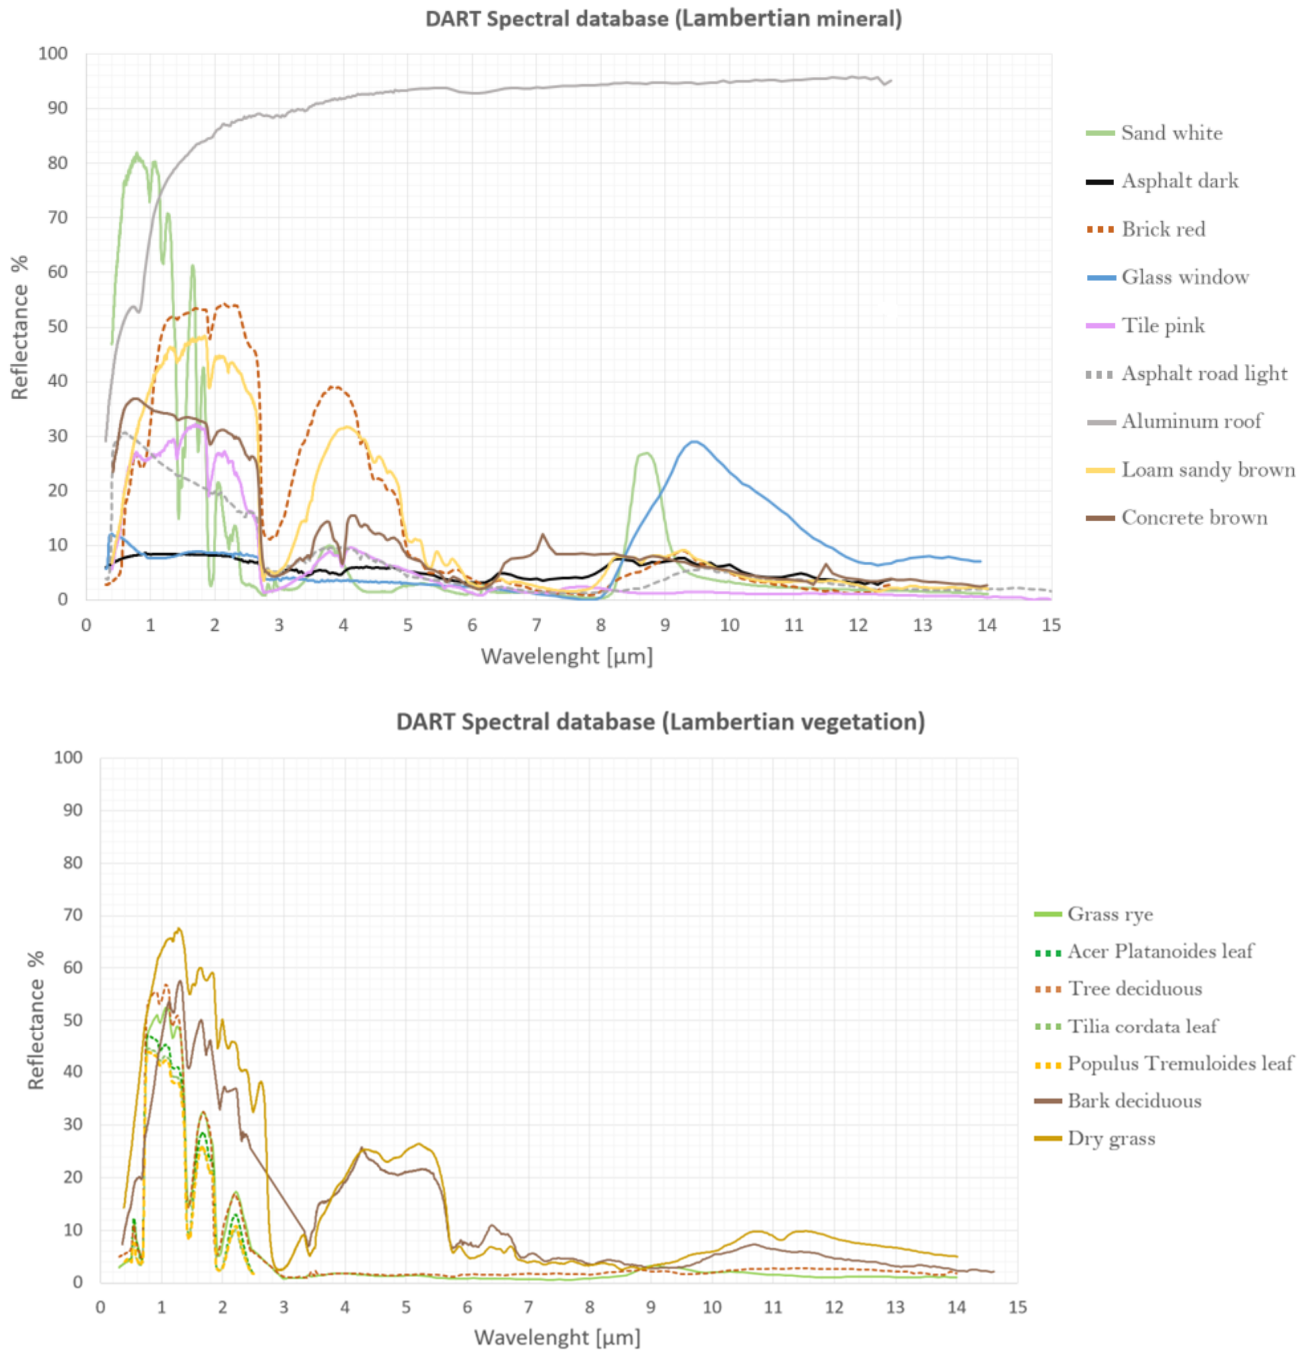 DART Spectral database (Lambertian mineral)
100
90
80
70
60
50
40
30
20
10
0
Reflectance %
0 1 2 3 4 5 6 7 8 9 10 11 12 13 14 15
Wavelenght [µm]
Sand white
Asphalt dark
Brick red
Glass window
Tile pink
Asphalt road light
Aluminum roof
Loam sandy brown
Concrete brown
DART Spectral database (Lambertian vegetation)
100
90
80
70
60
50
40
30
20
10
0
Reflectance %
0 1 2 3 4 5 6 7 8 9 10 11 12 13 14 15
Wavelenght [µm]
Grass rye
Acer Platanoides leaf
Tree deciduous
Tilia cordata leaf
Populus Tremuloides leaf
Bark deciduous
Dry grass